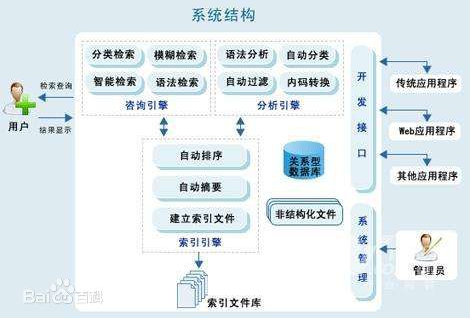 系统结构
分类检索
模糊检索
智能检索
语法检索
咨询引擎
语法分析
自动分类
自动过滤
内码转换
分析引擎
检索查询
用户
结果显示
自动排序
自动摘要
建立索引文件
索引引擎
索引文件库
关系型
数据库
非结构化文件
开发接口
系统管理
传统应用程序
Web应用程序
其他应用程序
管理员
Bai百科